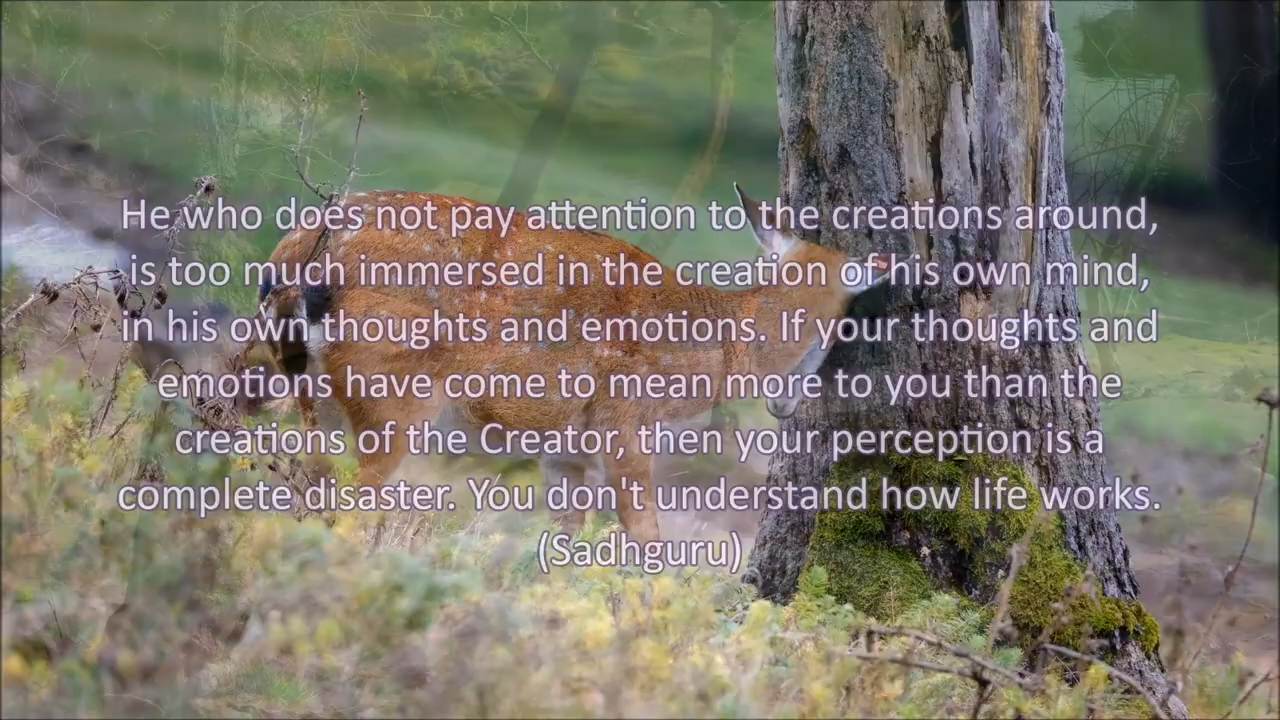 He who does not pay attention to the creations around,
is too much immersed in the creation of his own mind,
in his own thoughts and emotions. If your thoughts and
emotions have come to mean more to you than the
creations of the Creator, then your perception is a
complete disaster. You don't understand how life works.
(Sadhguru)